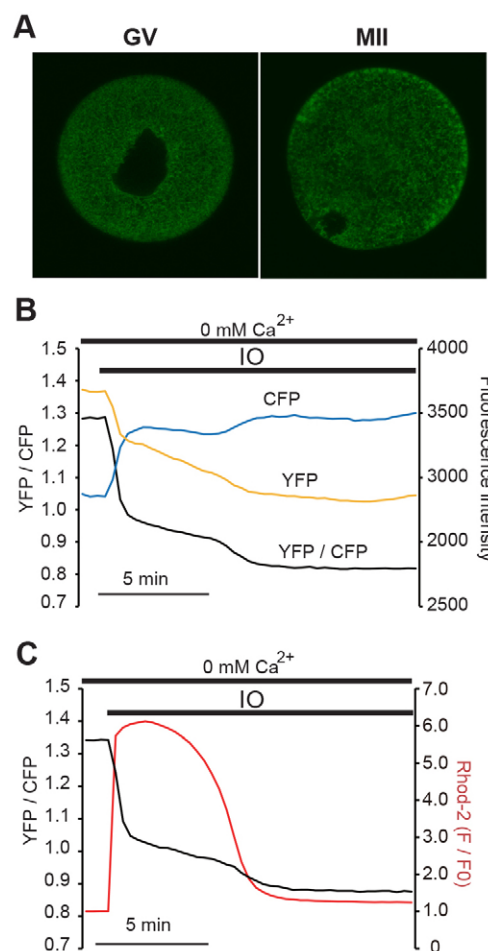 A
GV MII
B
0 mM Ca2+
IO
1.5
1.4
1.3
1.2
1.1
1.0
0.9
0.8
0.7
YFP / CFP
CFP
YFP
YFP / CFP
5 min
4000
3500
3000
2000
2500
Fluorescence intensity
C
0 mM Ca2+
IO
1.5
1.4
1.3
1.2
1.1
1.0
0.9
0.8
0.7
YFP / CFP
5 min
7.0
6.0
5.0
4.0
3.0
2.0
1.0
0
Rhod-2 (F / F0)